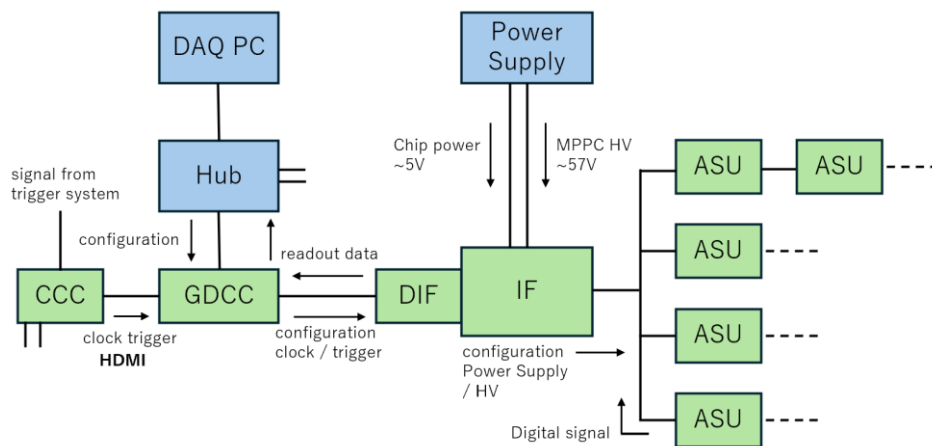 DAQ PC
Power
Supply
Chip power
~5V
MPPC HV
~57V
ASU
ASU
signal from
trigger system
Hub
configuration
readout data
ASU
CCC
GDCC
DIF
IF
clock trigger
HDMI
configuration
clock / trigger
configuration
Power Supply
/ HV
ASU
Digital signal
ASU